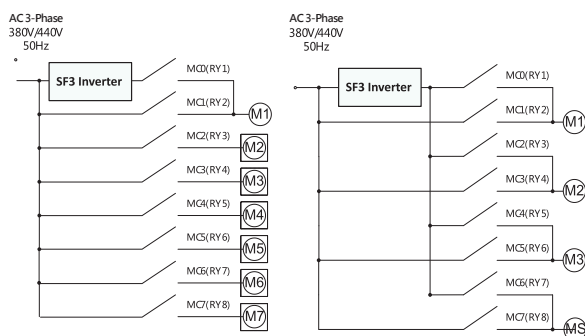 AC 3-Phase
380V/440V
50Hz
SF3 Inverter
MC0(RY1)
MC1(RY2)
M1
MC2(RY3)
M2
MC3(RY4)
M3
MC4(RY5)
M4
MC5(RY6)
M5
MC6(RY7)
M6
MC7(RY8)
M7
AC 3-Phase
380V/440V
50Hz
SF3 Inverter
MC0(RY1)
MC1(RY2)
M1
MC2(RY3)
MC3(RY4)
M2
MC4(RY5)
MC5(RY6)
M3
MC6(RY7)
MC7(RY8)
MS